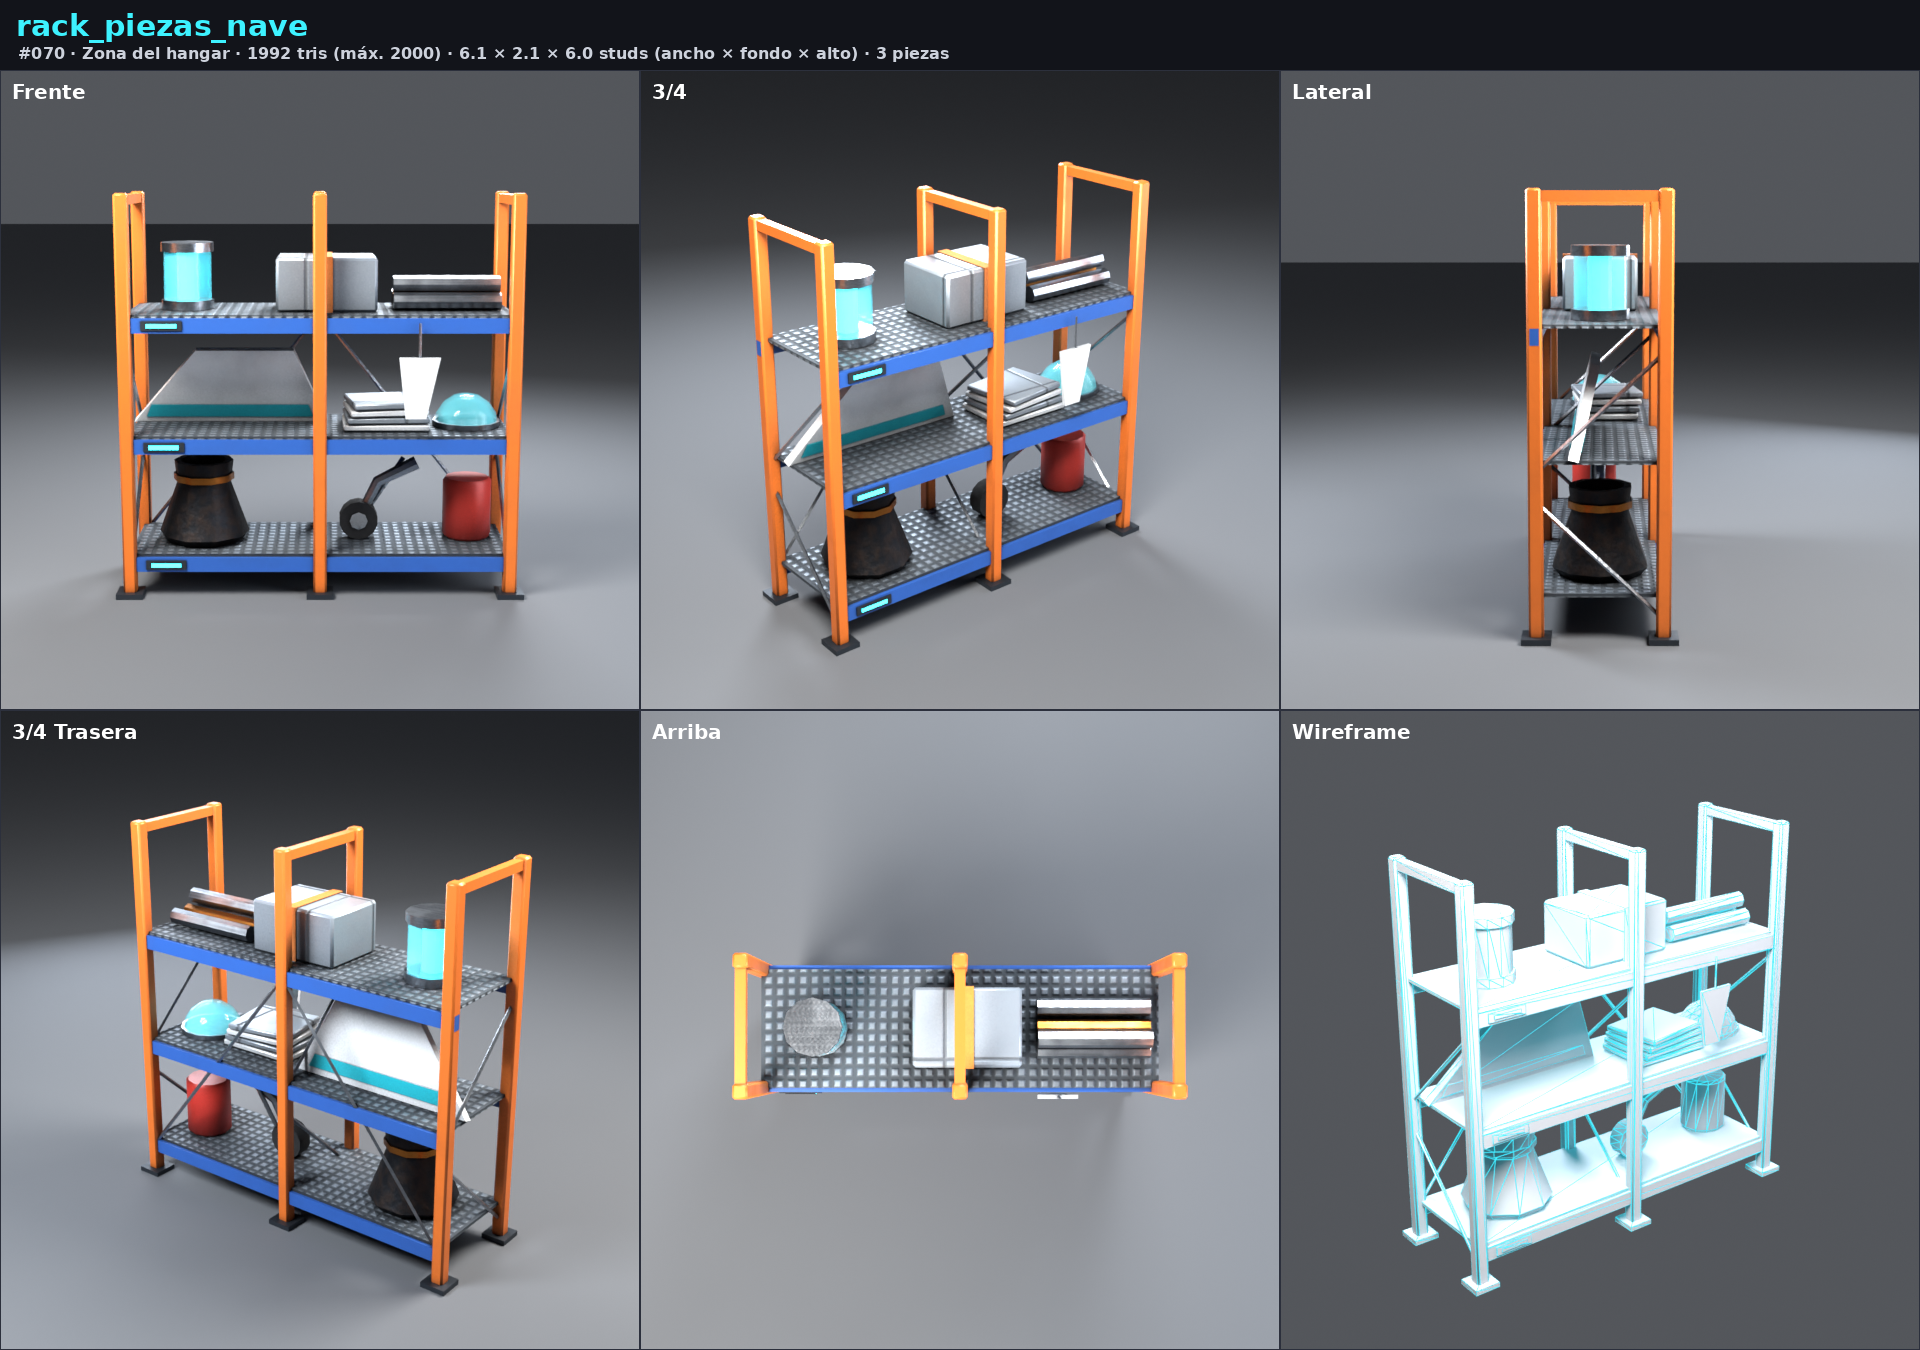 rack_piezas_nave
#070 · Zona del hangar · 1992 tris (máx. 2000) · 6.1 × 2.1 × 6.0 studs (ancho × fondo × alto) · 3 piezas
Frente
3/4
Lateral
3/4 Trasera
Arriba
Wireframe